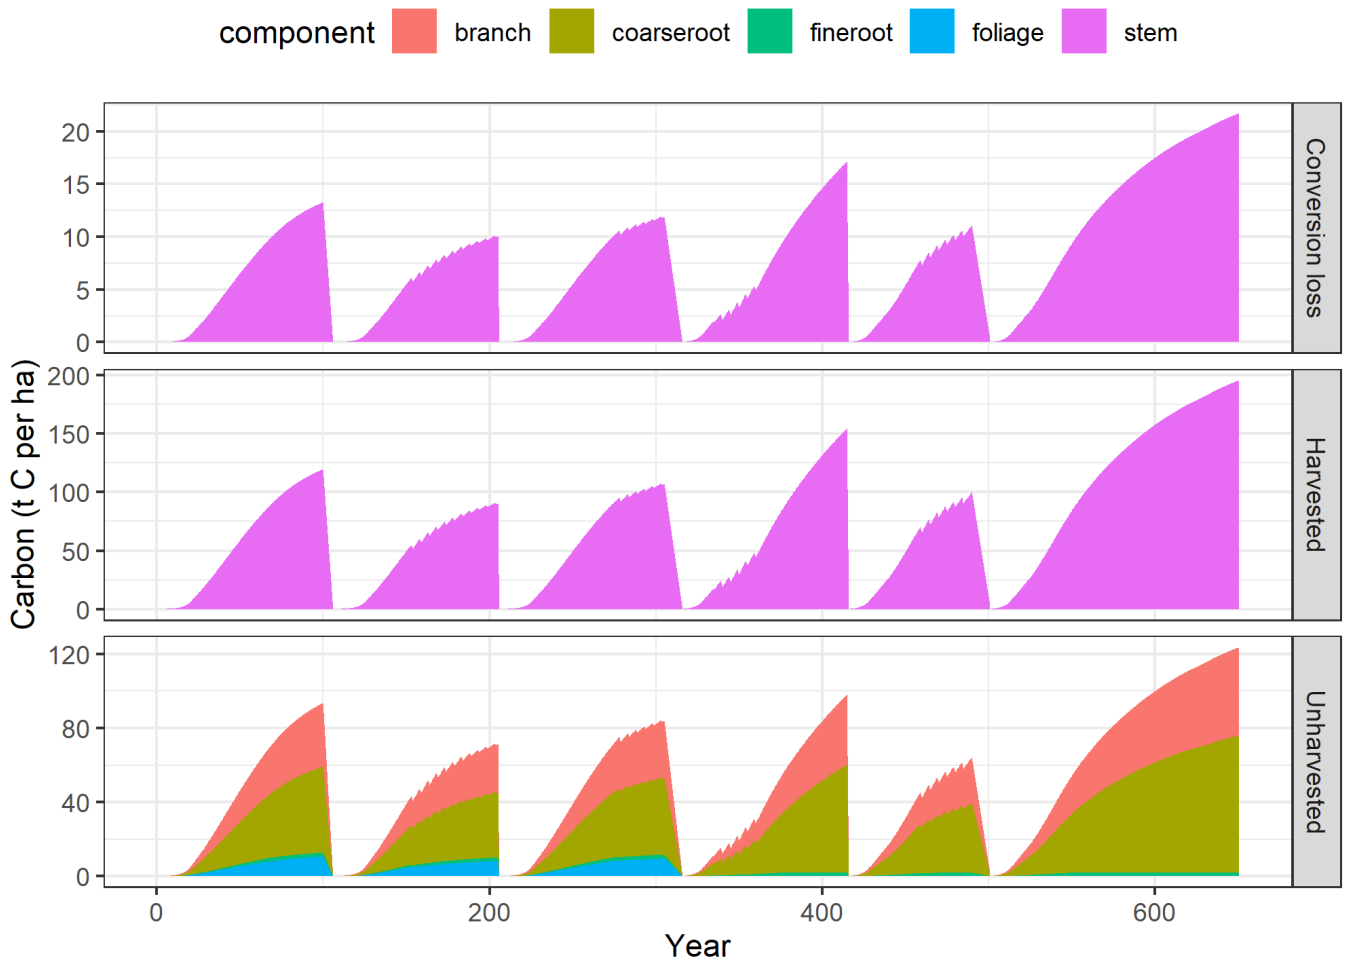 component branch coarseroot fineroot foliage stem
20
15
10
5
0
Conversion loss
200
150
100
50
0
Harvested
Carbon (t C per ha)
120
80
40
0
Unharvested
0 200 400 600
Year